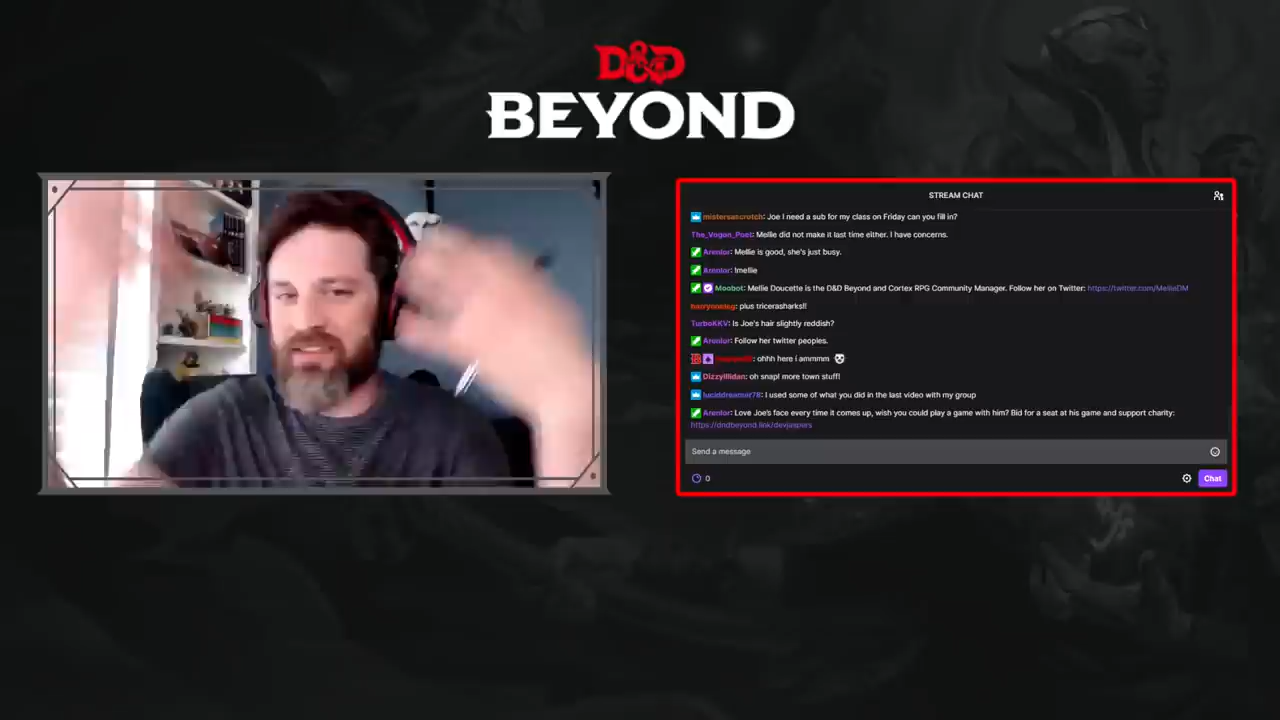 D&D
BEYOND
STREAM CHAT
mistersatcrotch: Joe I need a sub for my class on Friday can you fill in?
The_Vogon_Poet: Mellie did not make it last time either. I have concerns.
Arenlor: Mellie is good, she's just busy.
Arenlor: !mellie
Moobot: Mellie Doucette is the D&D Beyond and Cortex RPG Community Manager. Follow her on Twitter: https://twitter.com/MellieDM
plus tricerasharks!!
TurboKKV: Is Joe's hair slightly reddish?
Arenlor: Follow her twitter peoples.
: ohhh here i ammmm
DizzyIllidan: oh snap! more town stuff!
luciddreamer78: I used some of what you did in the last video with my group
Arenlor: Love Joe's face every time it comes up, wish you could play a game with him? Bid for a seat at his game and support charity:
https://dndbeyond.link/devjaspers
Send a message
0
Chat